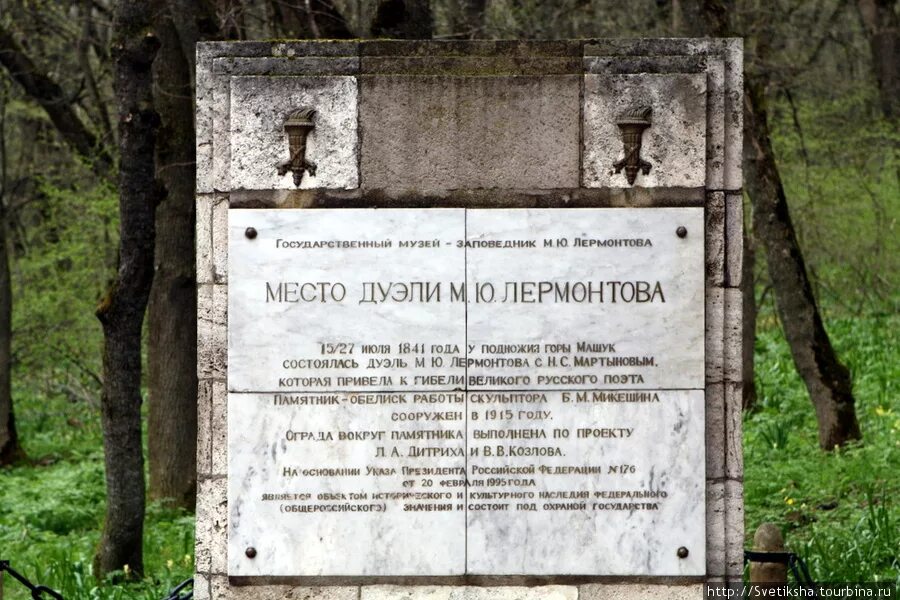 Государственный музей - заповедник М.Ю. Лермонтова
Место дуэли М.Ю. Лермонтова
15/27 июля 1841 года у подножия горы Машук
состоялась дуэль М.Ю. Лермонтова с Н.С. Мартыновым,
которая привела к гибели великого русского поэта
Памятник-обелиск работы скульптора Б.М. Микешина
сооружен в 1915 году.
Ограда вокруг памятника выполнена по проекту
Л.А. Дитриха и В.В. Козлова.
На основании Указа Президента Российской Федерации №176
от 20 февраля 1995 года
является объектом исторического и культурного наследия федерального
(общероссийского) значения и состоит под охраной государства
http://Svetiksha.tourbina.ru